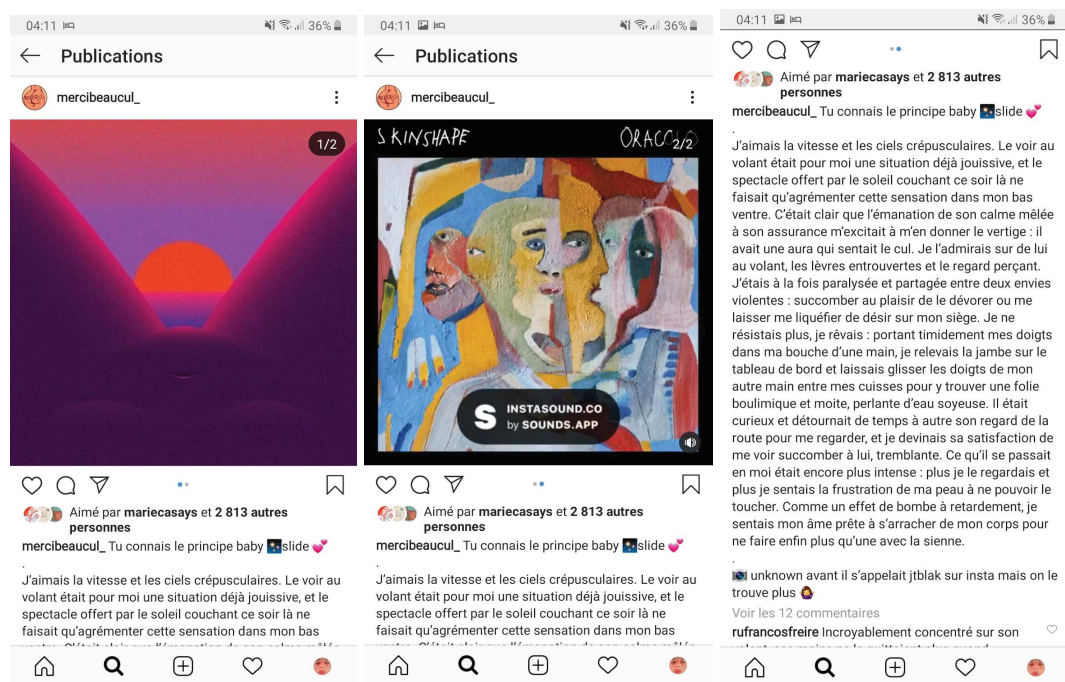 04:11 36%
Publications
mercibeaucul_
1/2
Aimé par mariecasays et 2 813 autres
personnes
mercibeaucul_ Tu connais le principe baby 🌠slide 💞
.
J'aimais la vitesse et les ciels crépusculaires. Le voir au
volant était pour moi une situation déjà jouissive, et le
spectacle offert par le soleil couchant ce soir là ne
faisait qu'agrémenter cette sensation dans mon bas
04:11 36%
Publications
mercibeaucul_
SKINSHAPE ORACOLO
2/2
S INSTASOUND.CO
by SOUNDS.APP
Aimé par mariecasays et 2 813 autres
personnes
mercibeaucul_ Tu connais le principe baby 🌠slide 💞
.
J'aimais la vitesse et les ciels crépusculaires. Le voir au
volant était pour moi une situation déjà jouissive, et le
spectacle offert par le soleil couchant ce soir là ne
faisait qu'agrémenter cette sensation dans mon bas
04:11 36%
Aimé par mariecasays et 2 813 autres
personnes
mercibeaucul_ Tu connais le principe baby 🌠slide 💞
.
J'aimais la vitesse et les ciels crépusculaires. Le voir au
volant était pour moi une situation déjà jouissive, et le
spectacle offert par le soleil couchant ce soir là ne
faisait qu'agrémenter cette sensation dans mon bas
ventre. C'était clair que l'émanation de son calme mêlée
à son assurance m'excitait à m'en donner le vertige : il
avait une aura qui sentait le cul. Je l'admirais sur de lui
au volant, les lèvres entrouvertes et le regard perçant.
J'étais à la fois paralysée et partagée entre deux envies
violentes : succomber au plaisir de le dévorer ou me
laisser me liquéfier de désir sur mon siège. Je ne
résistais plus, je rêvais : portant timidement mes doigts
dans ma bouche d'une main, je relevais la jambe sur le
tableau de bord et laissais glisser les doigts de mon
autre main entre mes cuisses pour y trouver une folie
boulimique et moite, perlante d'eau soyeuse. Il était
curieux et détournait de temps à autre son regard de la
route pour me regarder, et je devinais sa satisfaction de
me voir succomber à lui, tremblante. Ce qu'il se passait
en moi était encore plus intense : plus je le regardais et
plus je sentais la frustration de ma peau à ne pouvoir le
toucher. Comme un effet de bombe à retardement, je
sentais mon âme prête à s'arracher de mon corps pour
ne faire enfin plus qu'une avec la sienne.
.
📷 unknown avant il s'appelait jtblak sur insta mais on le
trouve plus 🤷‍♀️
Voir les 12 commentaires
rufrancosfreire Incroyablement concentré sur son